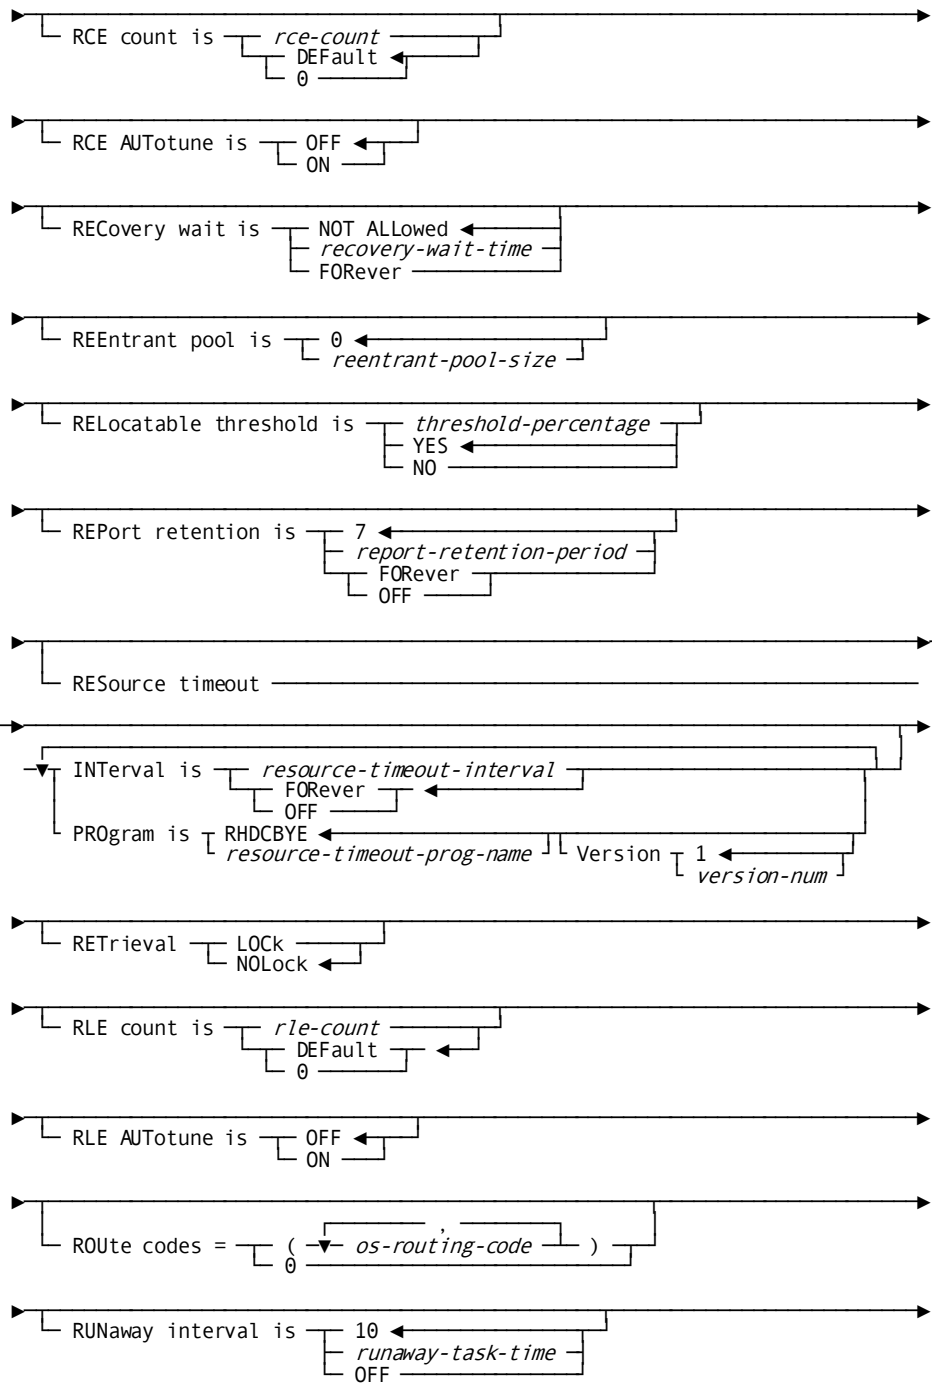 RCE count is rce-count
DEFault
0
RCE AUTotune is OFF
ON
RECovery wait is NOT ALLowed
recovery-wait-time
FORever
REEntrant pool is 0
reentrant-pool-size
RELocatable threshold is threshold-percentage
YES
NO
REPort retention is 7
report-retention-period
FORever
OFF
RESource timeout
INTerval is resource-timeout-interval
FORever
OFF
PROgram is RHDCBYE
resource-timeout-prog-name Version 1
version-num
RETrieval LOCk
NOLock
RLE count is rle-count
DEFault
0
RLE AUTotune is OFF
ON
,
ROUte codes = ( os-routing-code )
0
RUNaway interval is 10
runaway-task-time
OFF